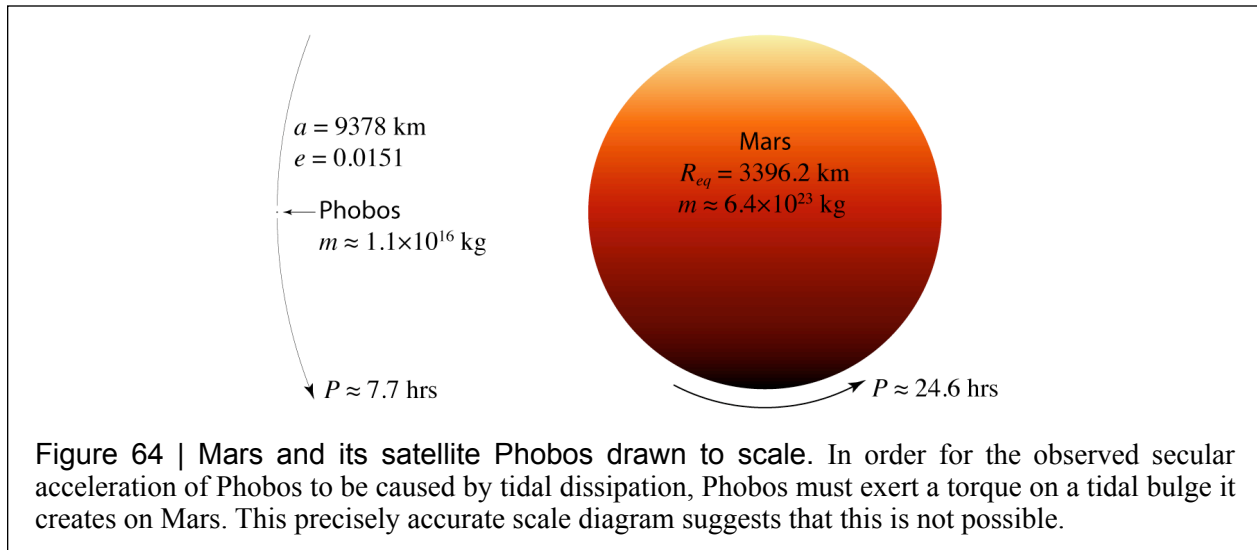 a = 9378 km
e = 0.0151
Phobos
m ≈ 1.1×10¹⁶ kg
P ≈ 7.7 hrs
Mars
R_eq = 3396.2 km
m ≈ 6.4×10²³ kg
P ≈ 24.6 hrs
Figure 64 | Mars and its satellite Phobos drawn to scale. In order for the observed secular
acceleration of Phobos to be caused by tidal dissipation, Phobos must exert a torque on a tidal bulge it
creates on Mars. This precisely accurate scale diagram suggests that this is not possible.